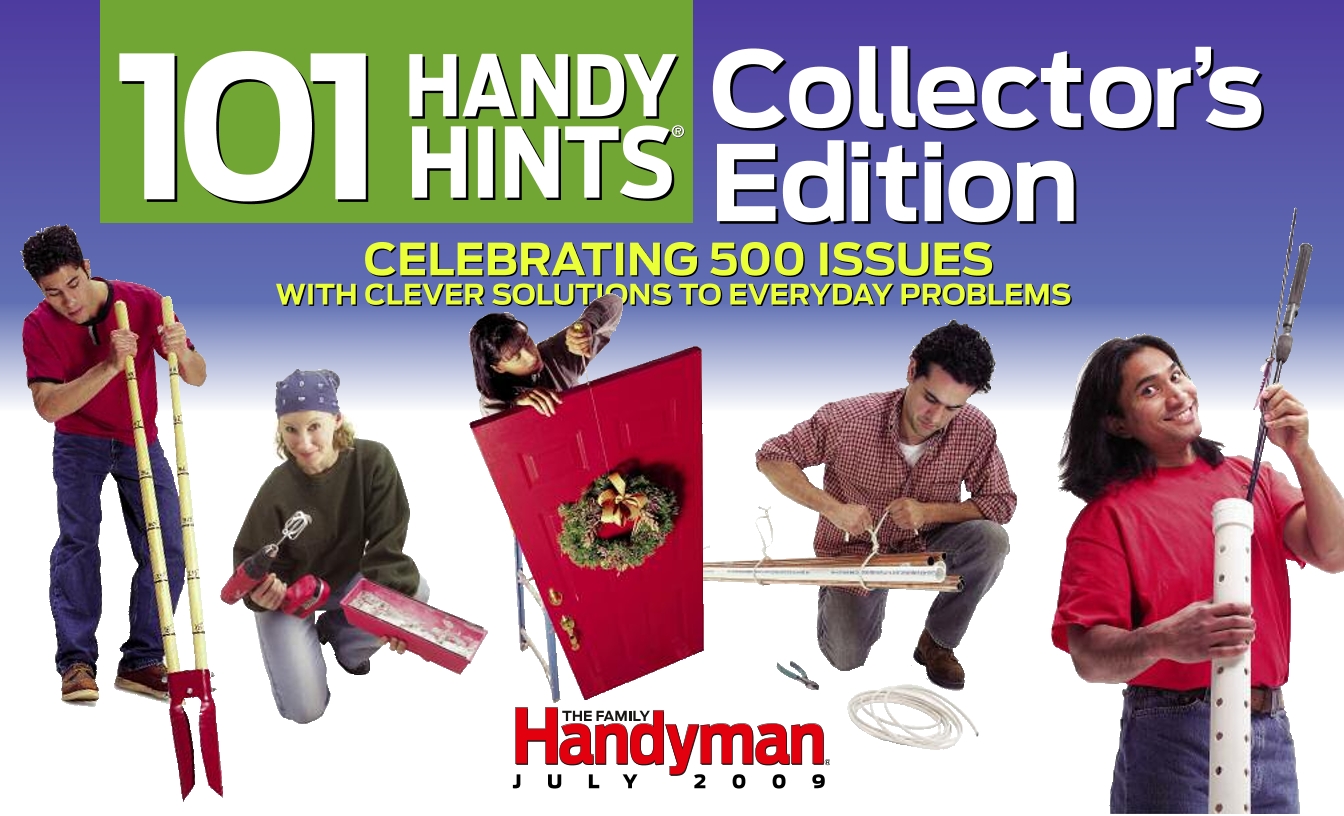 101 HANDY HINTS®
Collector's Edition
CELEBRATING 500 ISSUES
WITH CLEVER SOLUTIONS TO EVERYDAY PROBLEMS
THE FAMILY
Handyman®
JULY 2009